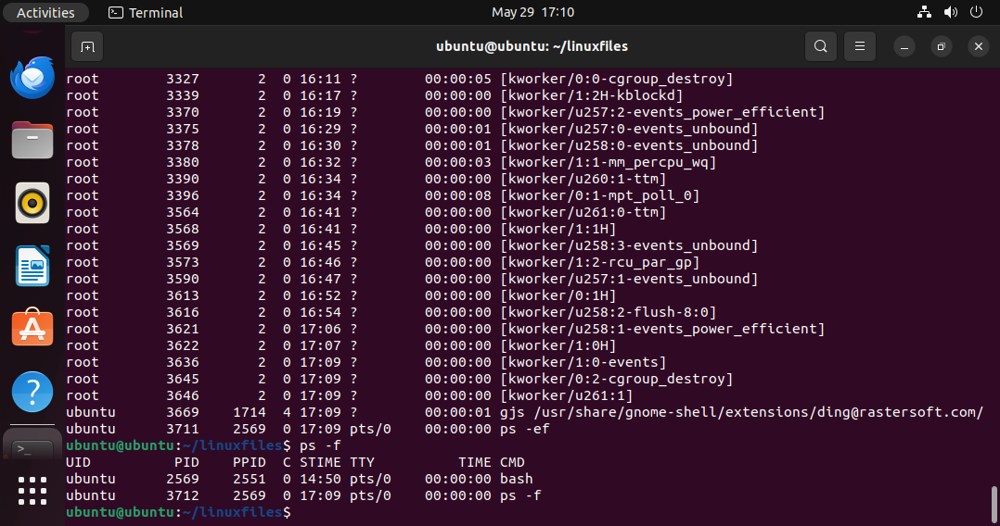 Activities Terminal May 29 17:10
ubuntu@ubuntu: ~/linuxfiles
root 3327 2 0 16:11 ? 00:00:05 [kworker/0:0-cgroup_destroy]
root 3339 2 0 16:17 ? 00:00:00 [kworker/1:2H-kblockd]
root 3370 2 0 16:19 ? 00:00:00 [kworker/u257:2-events_power_efficient]
root 3375 2 0 16:29 ? 00:00:01 [kworker/u257:0-events_unbound]
root 3378 2 0 16:30 ? 00:00:01 [kworker/u258:0-events_unbound]
root 3380 2 0 16:32 ? 00:00:03 [kworker/1:1-mm_percpu_wq]
root 3390 2 0 16:34 ? 00:00:00 [kworker/u260:1-ttm]
root 3396 2 0 16:34 ? 00:00:08 [kworker/0:1-mpt_poll_0]
root 3564 2 0 16:41 ? 00:00:00 [kworker/u261:0-ttm]
root 3568 2 0 16:41 ? 00:00:00 [kworker/1:1H]
root 3569 2 0 16:45 ? 00:00:00 [kworker/u258:3-events_unbound]
root 3573 2 0 16:46 ? 00:00:00 [kworker/1:2-rcu_par_gp]
root 3590 2 0 16:47 ? 00:00:00 [kworker/u257:1-events_unbound]
root 3613 2 0 16:52 ? 00:00:00 [kworker/0:1H]
root 3616 2 0 16:54 ? 00:00:00 [kworker/u258:2-flush-8:0]
root 3621 2 0 17:06 ? 00:00:00 [kworker/u258:1-events_power_efficient]
root 3622 2 0 17:07 ? 00:00:00 [kworker/1:0H]
root 3636 2 0 17:09 ? 00:00:00 [kworker/1:0-events]
root 3645 2 0 17:09 ? 00:00:00 [kworker/0:2-cgroup_destroy]
root 3646 2 0 17:09 ? 00:00:00 [kworker/u261:1]
ubuntu 3669 1714 4 17:09 ? 00:00:01 gjs /usr/share/gnome-shell/extensions/ding@rastersoft.com/
ubuntu 3711 2569 0 17:09 pts/0 00:00:00 ps -ef
ubuntu@ubuntu:~/linuxfiles$ ps -f
UID PID PPID C STIME TTY TIME CMD
ubuntu 2569 2551 0 14:50 pts/0 00:00:00 bash
ubuntu 3712 2569 0 17:09 pts/0 00:00:00 ps -f
ubuntu@ubuntu:~/linuxfiles$